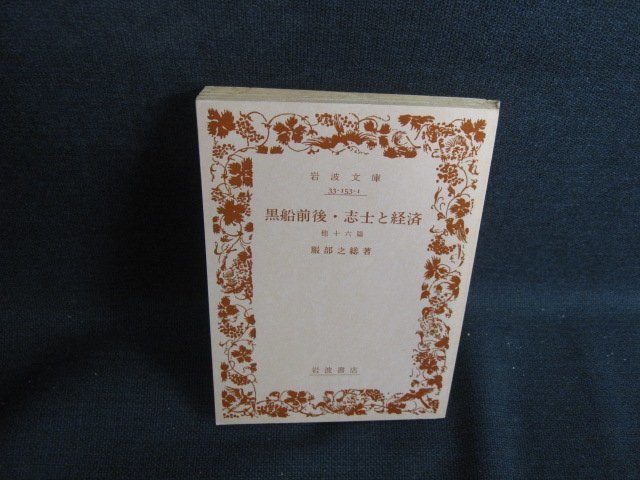 岩波文庫
33-153-1
黒船前後・志士と経済
他十六篇
服部之総著
岩波書店